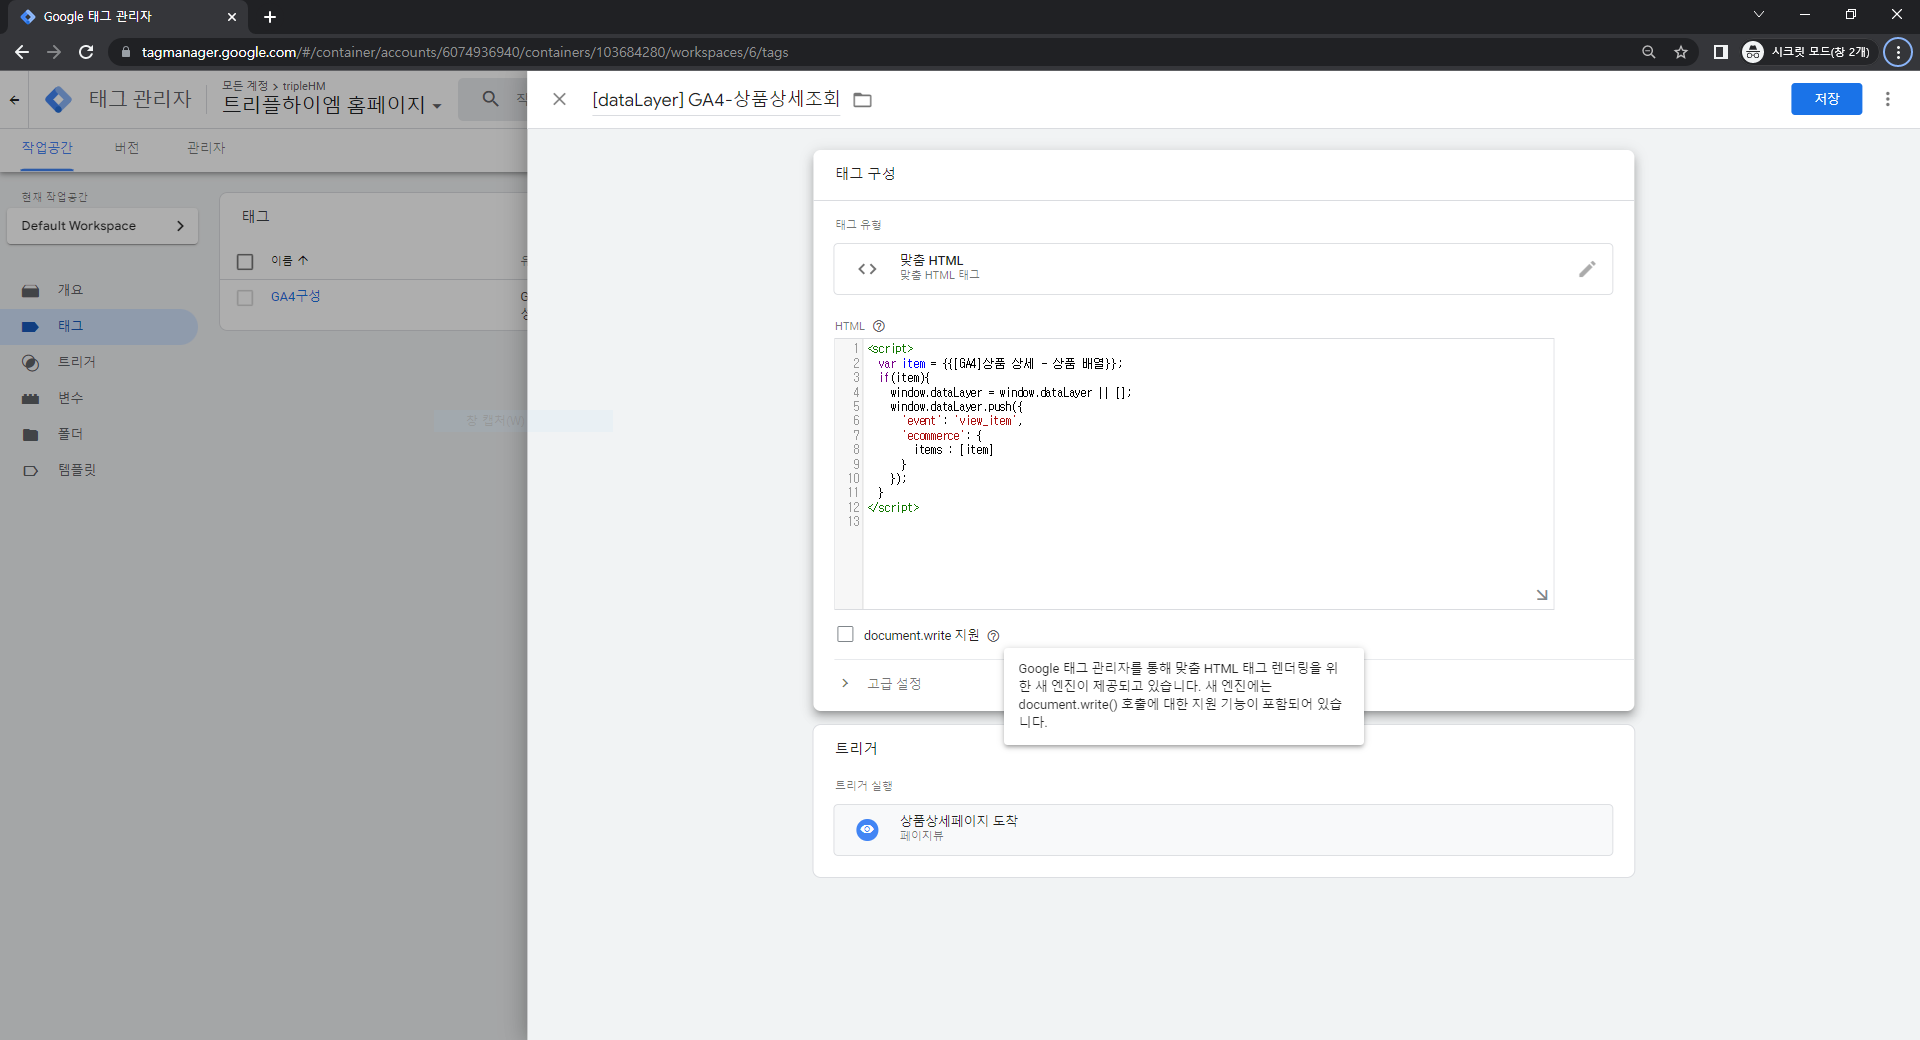 Google 태그 관리자
tagmanager.google.com/#/container/accounts/6074936940/containers/103684280/workspaces/6/tags
시크릿 모드(창 2개)
태그 관리자
모든 계정 > tripleHM
트리플하이엠 홈페이지
작업공간
버전
관리자
현재 작업공간
Default Workspace
개요
태그
트리거
변수
폴더
템플릿
태그
이름
GA4구성
[dataLayer] GA4-상품상세조회
저장
태그 구성
태그 유형
맞춤 HTML
맞춤 HTML 태그
HTML
1 <script>
2 var item = {{[GA4]상품 상세 - 상품 배열}};
3 if(item){
4 window.dataLayer = window.dataLayer || [];
5 window.dataLayer.push({
6 'event': 'view_item',
7 'ecommerce': {
8 items : [item]
9 }
10 });
11 }
12 </script>
13
document.write 지원
고급 설정
Google 태그 관리자를 통해 맞춤 HTML 태그 렌더링을 위
한 새 엔진이 제공되고 있습니다. 새 엔진에는
document.write() 호출에 대한 지원 기능이 포함되어 있습
니다.
트리거
트리거 실행
상품상세페이지 도착
페이지뷰